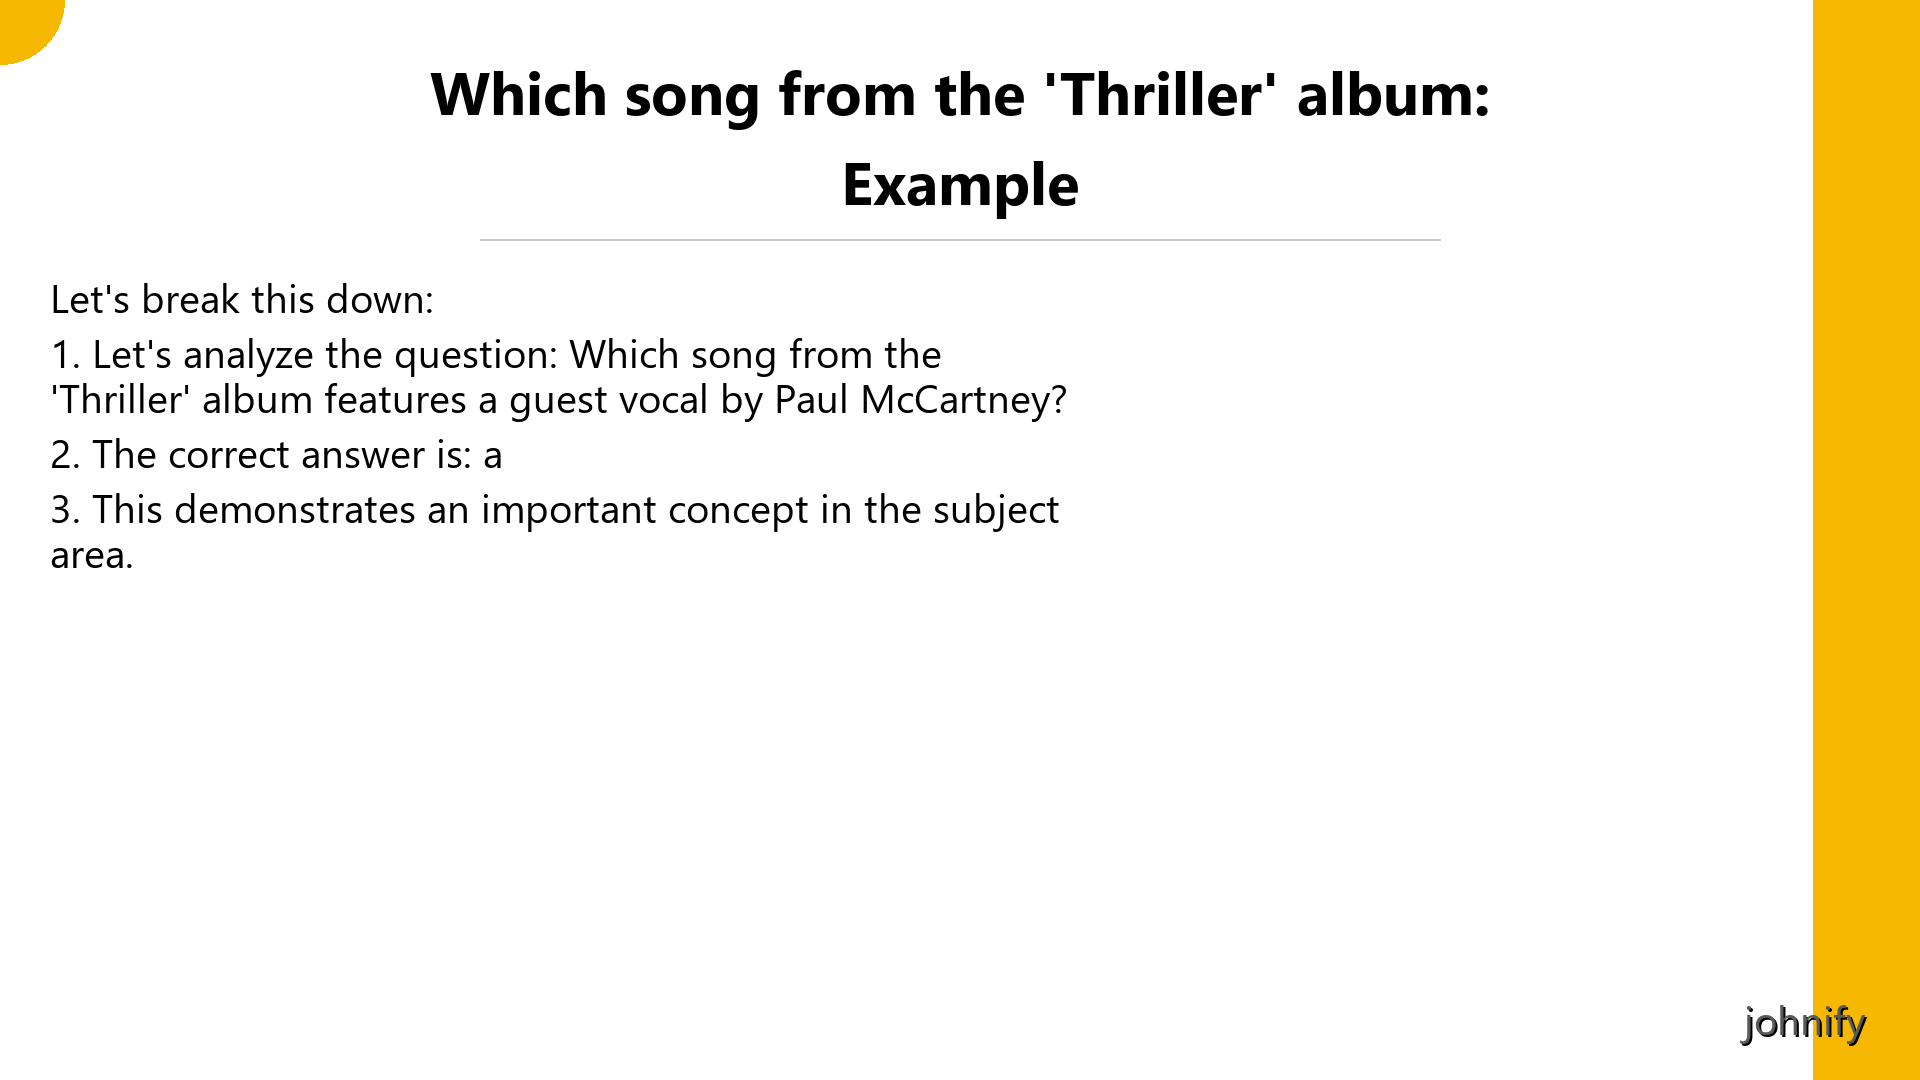 Which song from the 'Thriller' album:
Example
Let's break this down:
1. Let's analyze the question: Which song from the
'Thriller' album features a guest vocal by Paul McCartney?
2. The correct answer is: a
3. This demonstrates an important concept in the subject
area.
johnify